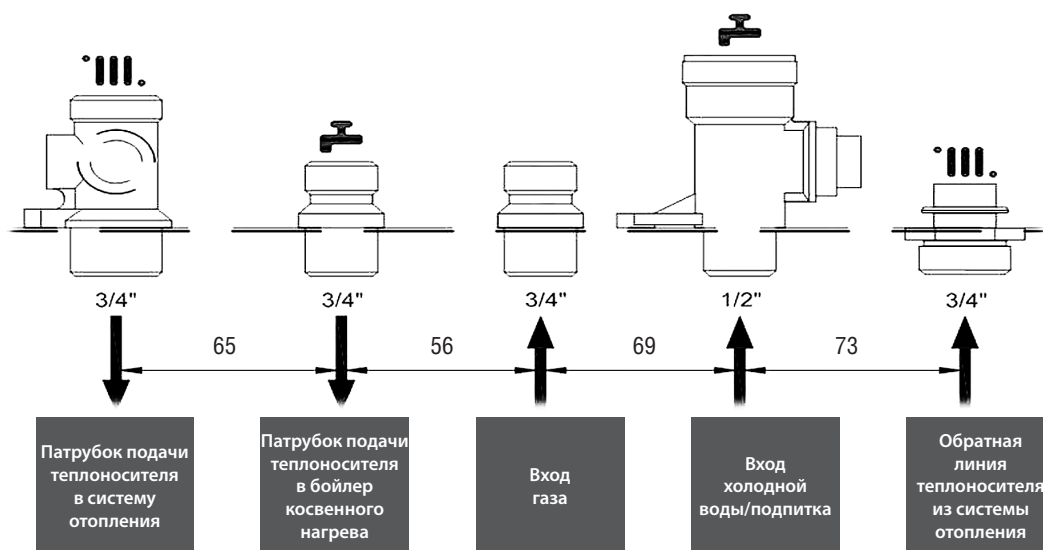 3/4"
3/4"
3/4"
1/2"
3/4"
65
56
69
73
Патрубок подачи
теплоносителя
в систему
отопления
Патрубок подачи
теплоносителя
в бойлер
косвенного
нагрева
Вход
газа
Вход
холодной
воды/подпитка
Обратная
линия
теплоносителя
из системы
отопления